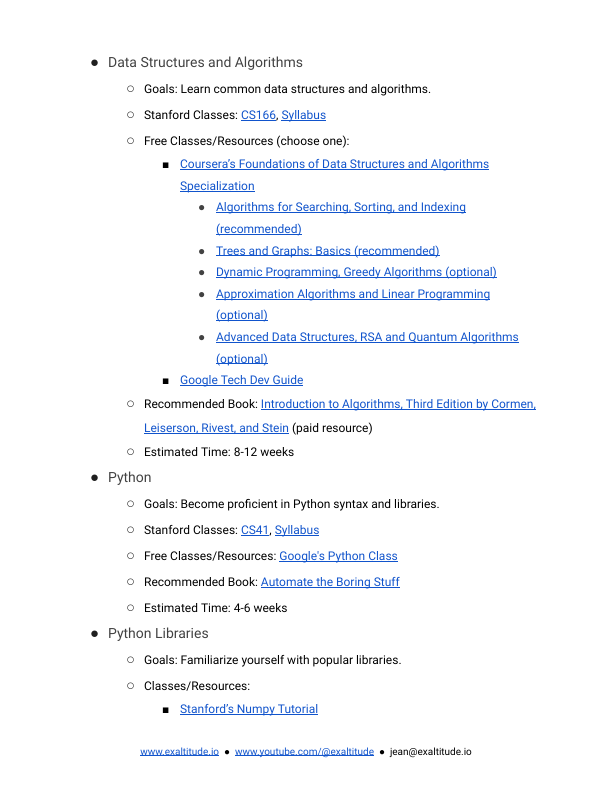 ● Data Structures and Algorithms
○ Goals: Learn common data structures and algorithms.
○ Stanford Classes: CS166, Syllabus
○ Free Classes/Resources (choose one):
■ Coursera's Foundations of Data Structures and Algorithms
Specialization
● Algorithms for Searching, Sorting, and Indexing
(recommended)
● Trees and Graphs: Basics (recommended)
● Dynamic Programming, Greedy Algorithms (optional)
● Approximation Algorithms and Linear Programming
(optional)
● Advanced Data Structures, RSA and Quantum Algorithms
(optional)
■ Google Tech Dev Guide
○ Recommended Book: Introduction to Algorithms, Third Edition by Cormen,
Leiserson, Rivest, and Stein (paid resource)
○ Estimated Time: 8-12 weeks
● Python
○ Goals: Become proficient in Python syntax and libraries.
○ Stanford Classes: CS41, Syllabus
○ Free Classes/Resources: Google's Python Class
○ Recommended Book: Automate the Boring Stuff
○ Estimated Time: 4-6 weeks
● Python Libraries
○ Goals: Familiarize yourself with popular libraries.
○ Classes/Resources:
■ Stanford's Numpy Tutorial
www.exaltitude.io ● www.youtube.com/@exaltitude ● jean@exaltitude.io